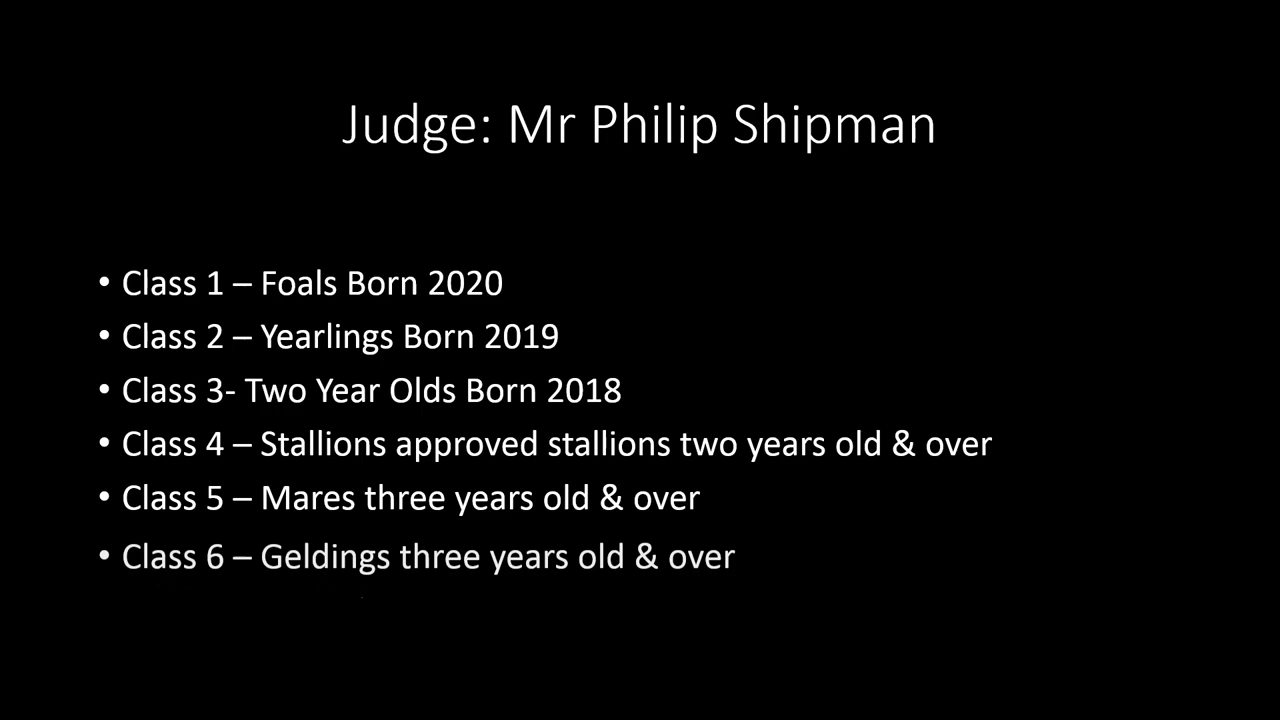 Judge: Mr Philip Shipman
• Class 1 – Foals Born 2020
• Class 2 – Yearlings Born 2019
• Class 3- Two Year Olds Born 2018
• Class 4 – Stallions approved stallions two years old & over
• Class 5 – Mares three years old & over
• Class 6 – Geldings three years old & over